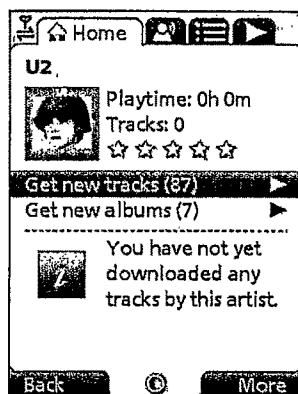 Home
U2
Playtime: 0h 0m
Tracks: 0
Get new tracks (87)
Get new albums (7)
You have not yet
downloaded any
tracks by this artist.
Back More